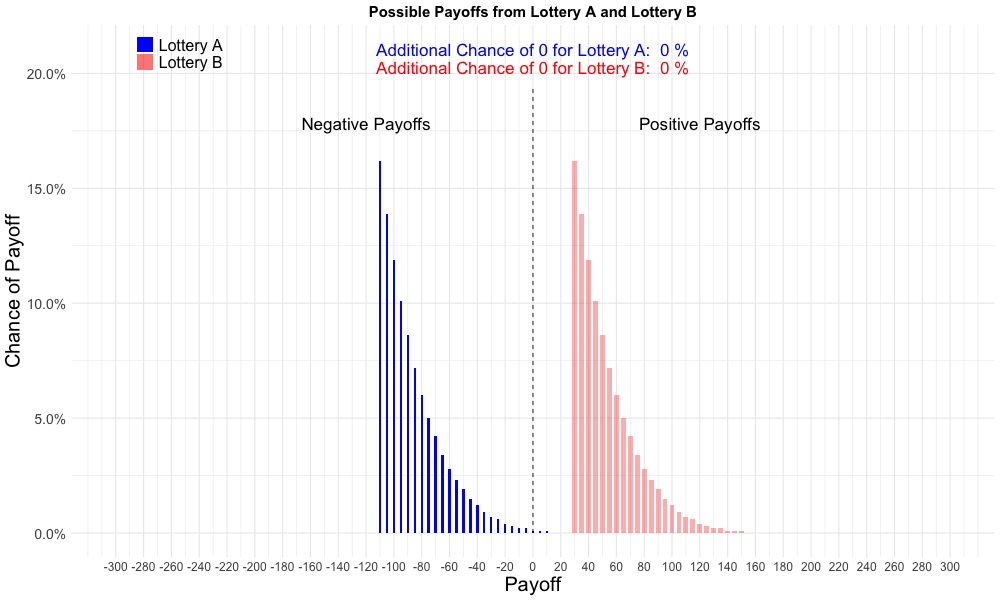 Possible Payoffs from Lottery A and Lottery B
Lottery A
Lottery B
Additional Chance of 0 for Lottery A:  0 %
Additional Chance of 0 for Lottery B:  0 %
Negative Payoffs
Positive Payoffs
Chance of Payoff
20.0%
15.0%
10.0%
5.0%
0.0%
-300 -280 -260 -240 -220 -200 -180 -160 -140 -120 -100 -80 -60 -40 -20 0 20 40 60 80 100 120 140 160 180 200 220 240 260 280 300
Payoff